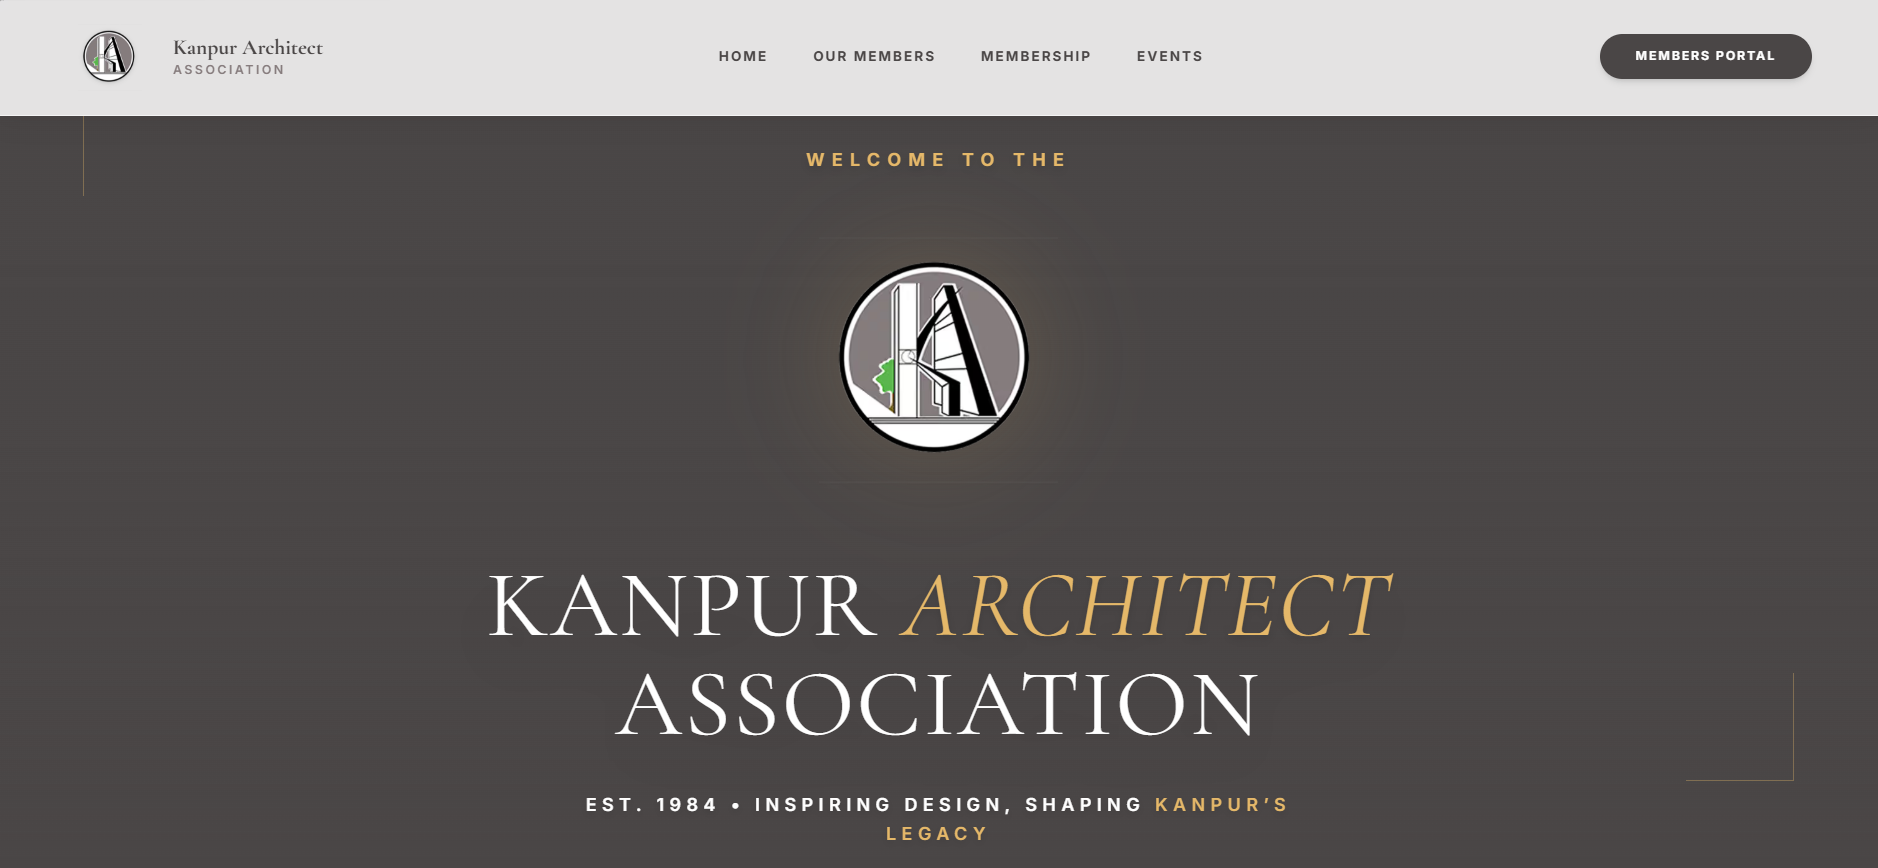 Kanpur Architect
ASSOCIATION
HOME OUR MEMBERS MEMBERSHIP EVENTS
MEMBERS PORTAL
WELCOME TO THE
KA
KANPUR ARCHITECT
ASSOCIATION
EST. 1984 • INSPIRING DESIGN, SHAPING KANPUR’S
LEGACY